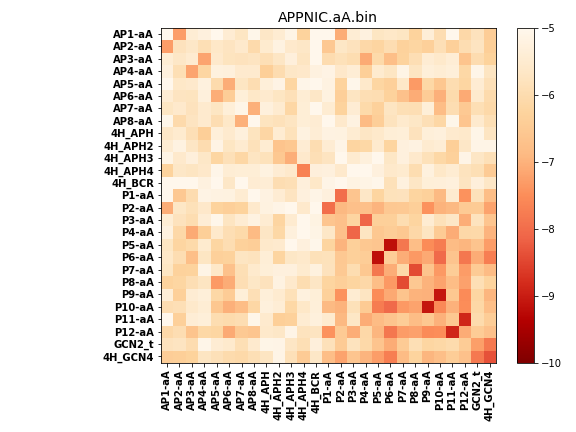 APPNIC.aA.bin
AP1-aA
AP2-aA
AP3-aA
AP4-aA
AP5-aA
AP6-aA
AP7-aA
AP8-aA
4H_APH
4H_APH2
4H_APH3
4H_APH4
4H_BCR
P1-aA
P2-aA
P3-aA
P4-aA
P5-aA
P6-aA
P7-aA
P8-aA
P9-aA
P10-aA
P11-aA
P12-aA
GCN2_t
4H_GCN4
AP1-aA
AP2-aA
AP3-aA
AP4-aA
AP5-aA
AP6-aA
AP7-aA
AP8-aA
4H_APH
4H_APH2
4H_APH3
4H_APH4
4H_BCR
P1-aA
P2-aA
P3-aA
P4-aA
P5-aA
P6-aA
P7-aA
P8-aA
P9-aA
P10-aA
P11-aA
P12-aA
GCN2_t
4H_GCN4
−5
−6
−7
−8
−9
−10